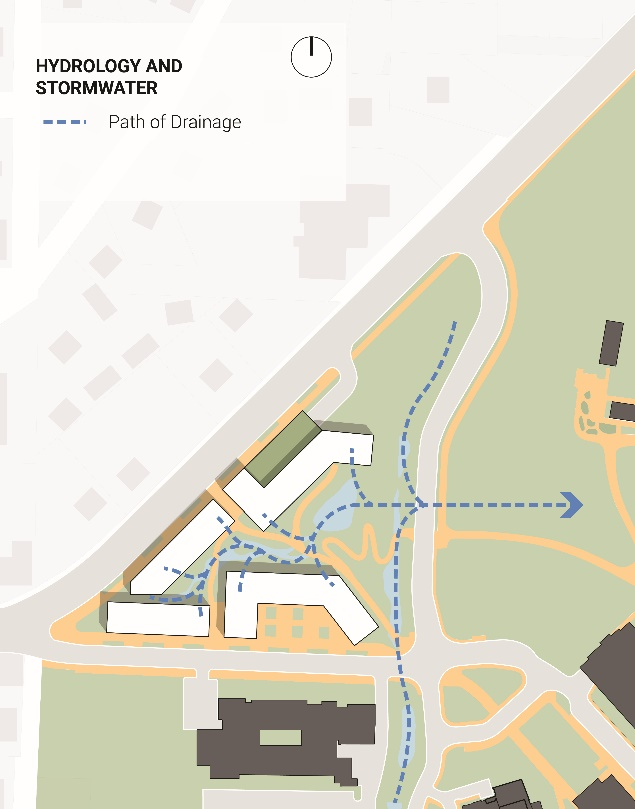 HYDROLOGY AND
STORMWATER
Path of Drainage